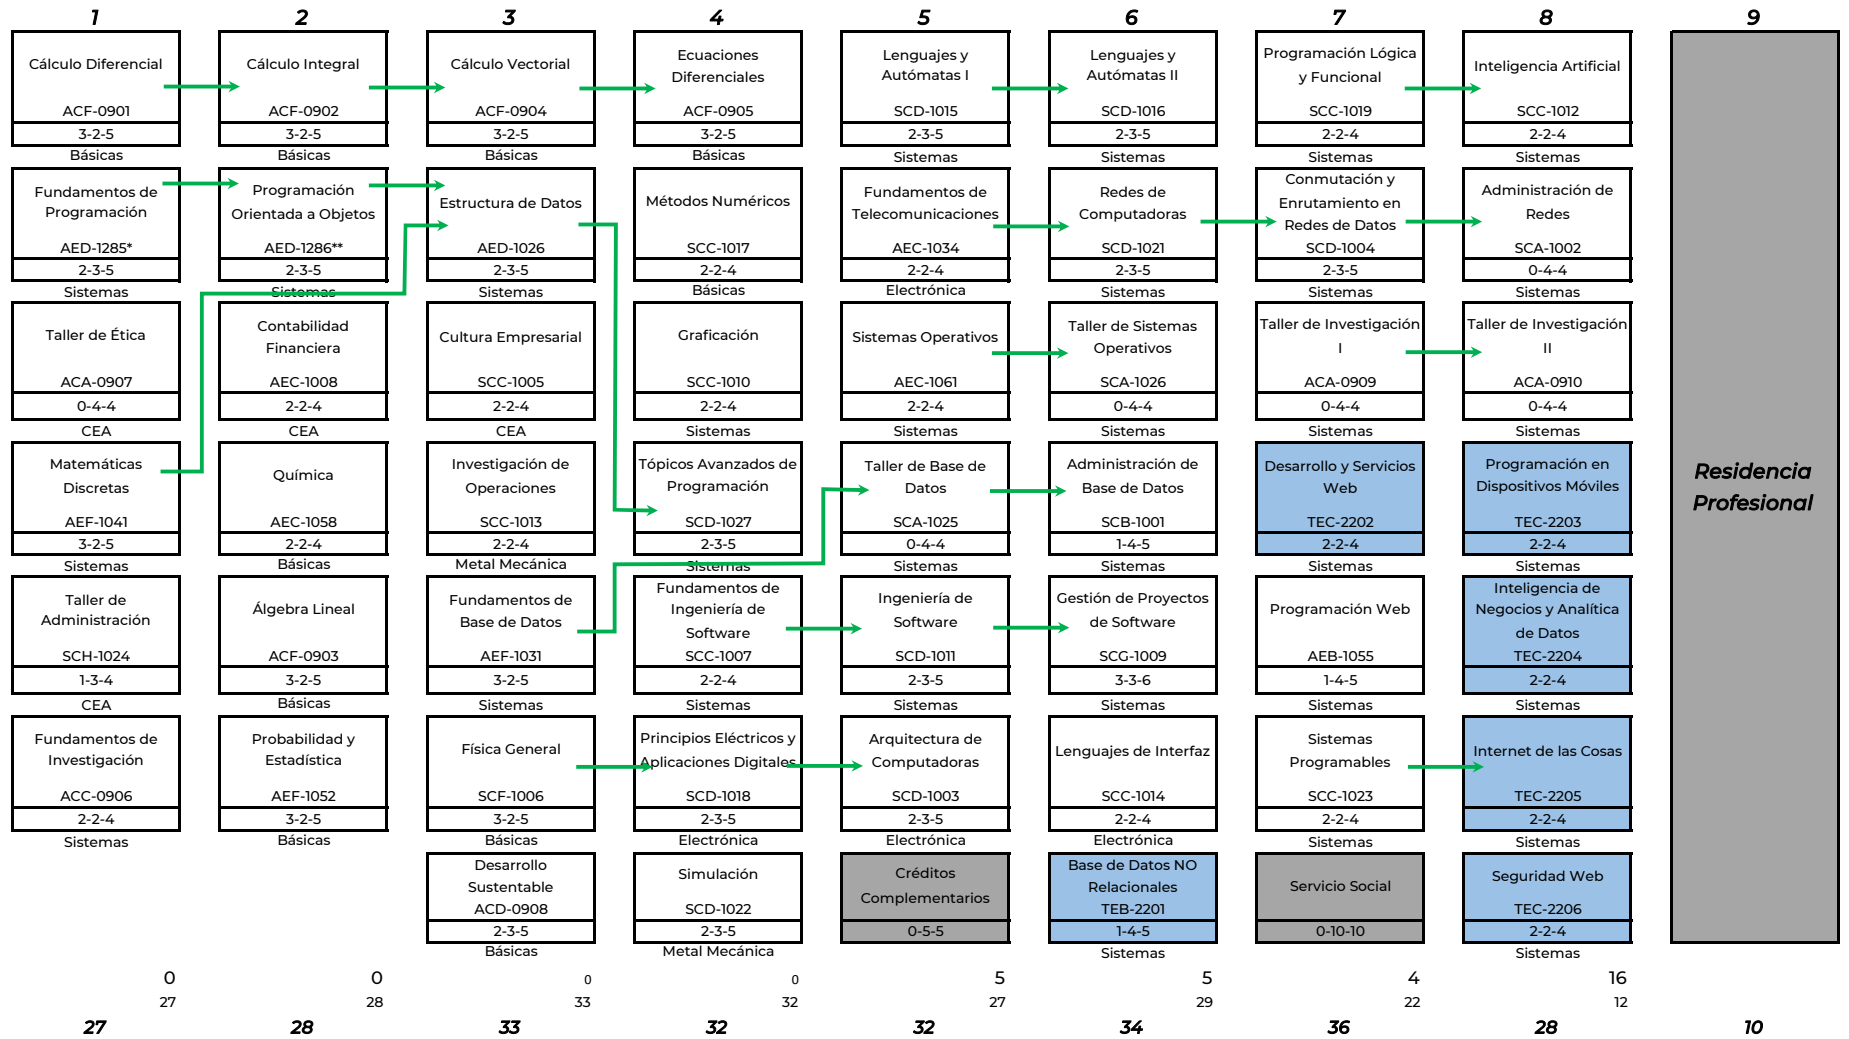 1
2
3
4
5
6
7
8
9
Cálculo Diferencial
ACF-0901
3-2-5
Básicas
Fundamentos de
Programación
AED-1285*
2-3-5
Sistemas
Taller de Ética
ACA-0907
0-4-4
CEA
Matemáticas
Discretas
AEF-1041
3-2-5
Sistemas
Taller de
Administración
SCH-1024
1-3-4
CEA
Fundamentos de
Investigación
ACC-0906
2-2-4
Sistemas
0
27
27
Cálculo Integral
ACF-0902
3-2-5
Básicas
Programación
Orientada a Objetos
AED-1286**
2-3-5
Sistemas
Contabilidad
Financiera
AEC-1008
2-2-4
CEA
Química
AEC-1058
2-2-4
Básicas
Álgebra Lineal
ACF-0903
3-2-5
Básicas
Probabilidad y
Estadística
AEF-1052
3-2-5
Básicas
0
28
28
Cálculo Vectorial
ACF-0904
3-2-5
Básicas
Estructura de Datos
AED-1026
2-3-5
Sistemas
Cultura Empresarial
SCC-1005
2-2-4
CEA
Investigación de
Operaciones
SCC-1013
2-2-4
Metal Mecánica
Fundamentos de
Base de Datos
AEF-1031
3-2-5
Sistemas
Física General
SCF-1006
3-2-5
Básicas
Desarrollo
Sustentable
ACD-0908
2-3-5
Básicas
0
33
33
Ecuaciones
Diferenciales
ACF-0905
3-2-5
Básicas
Métodos Numéricos
SCC-1017
2-2-4
Básicas
Graficación
SCC-1010
2-2-4
Sistemas
Tópicos Avanzados de
Programación
SCD-1027
2-3-5
Sistemas
Fundamentos de
Ingeniería de
Software
SCC-1007
2-2-4
Sistemas
Principios Eléctricos y
Aplicaciones Digitales
SCD-1018
2-3-5
Electrónica
Simulación
SCD-1022
2-3-5
Metal Mecánica
0
32
32
Lenguajes y
Autómatas I
SCD-1015
2-3-5
Sistemas
Fundamentos de
Telecomunicaciones
AEC-1034
2-2-4
Electrónica
Sistemas Operativos
AEC-1061
2-2-4
Sistemas
Taller de Base de
Datos
SCA-1025
0-4-4
Sistemas
Ingeniería de
Software
SCD-1011
2-3-5
Sistemas
Arquitectura de
Computadoras
SCD-1003
2-3-5
Electrónica
Créditos
Complementarios
0-5-5
5
27
32
Lenguajes y
Autómatas II
SCD-1016
2-3-5
Sistemas
Redes de
Computadoras
SCD-1021
2-3-5
Sistemas
Taller de Sistemas
Operativos
SCA-1026
0-4-4
Sistemas
Administración de
Base de Datos
SCB-1001
1-4-5
Sistemas
Gestión de Proyectos
de Software
SCG-1009
3-3-6
Sistemas
Lenguajes de Interfaz
SCC-1014
2-2-4
Electrónica
Base de Datos NO
Relacionales
TEB-2201
1-4-5
Sistemas
5
29
34
Programación Lógica
y Funcional
SCC-1019
2-2-4
Sistemas
Conmutación y
Enrutamiento en
Redes de Datos
SCD-1004
2-3-5
Sistemas
Taller de Investigación
I
ACA-0909
0-4-4
Sistemas
Desarrollo y Servicios
Web
TEC-2202
2-2-4
Sistemas
Programación Web
AEB-1055
1-4-5
Sistemas
Sistemas
Programables
SCC-1023
2-2-4
Sistemas
Servicio Social
0-10-10
4
22
36
Inteligencia Artificial
SCC-1012
2-2-4
Sistemas
Administración de
Redes
SCA-1002
0-4-4
Sistemas
Taller de Investigación
II
ACA-0910
0-4-4
Sistemas
Programación en
Dispositivos Móviles
TEC-2203
2-2-4
Sistemas
Inteligencia de
Negocios y Analítica
de Datos
TEC-2204
2-2-4
Sistemas
Internet de las Cosas
TEC-2205
2-2-4
Sistemas
Seguridad Web
TEC-2206
2-2-4
Sistemas
16
12
28
Residencia
Profesional
10